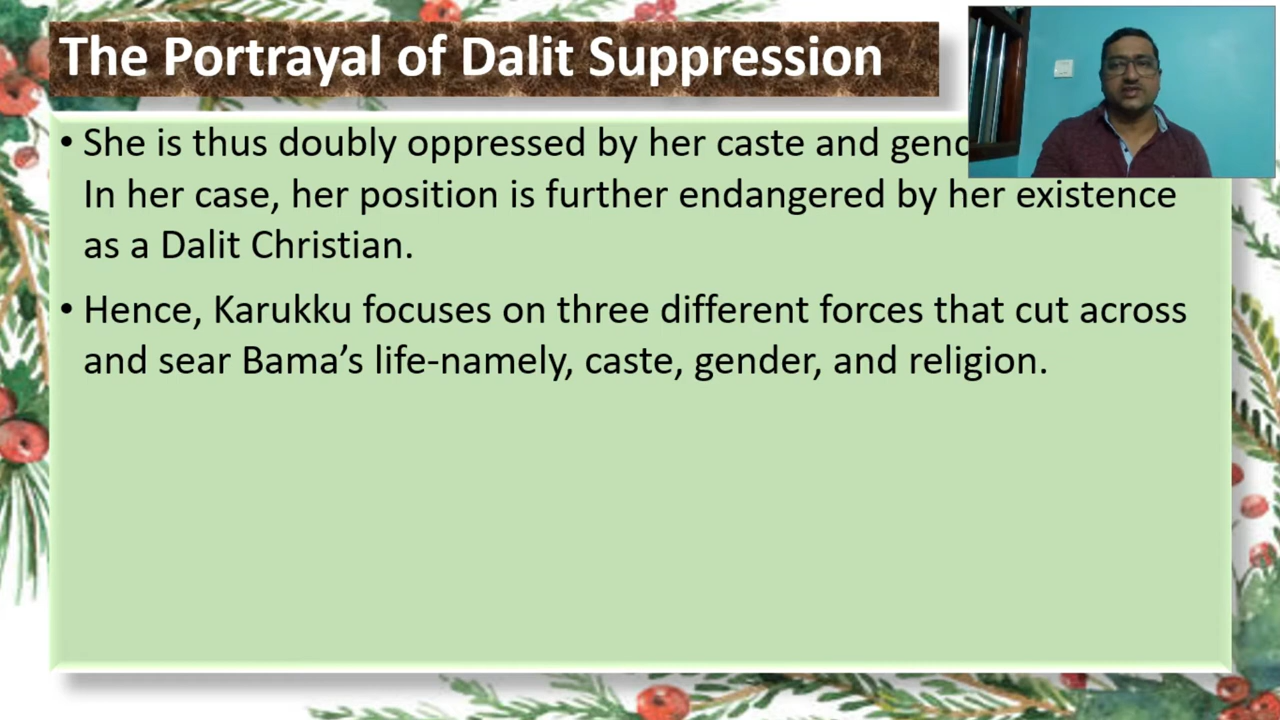 The Portrayal of Dalit Suppression
• She is thus doubly oppressed by her caste and
In her case, her position is further endangered by her existence
as a Dalit Christian.
• Hence, Karukku focuses on three different forces that cut across
and sear Bama’s life-namely, caste, gender, and religion.